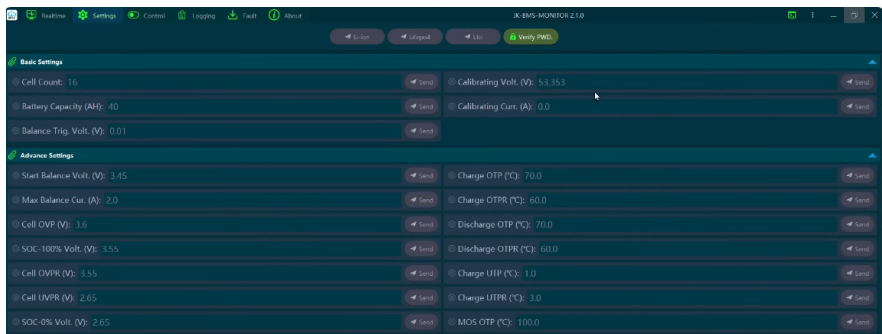 Realtime Settings Control Logging Fault About JK-BMS-MONITOR 2.1.0
Li-ion Lifepo4 Lto Verify PWD.
Basic Settings
Cell Count: 16 Send Calibrating Volt. (V): 53.353 Send
Battery Capacity (AH): 40 Send Calibrating Curr. (A): 0.0 Send
Balance Trig. Volt. (V): 0.01 Send
Advance Settings
Start Balance Volt. (V): 3.45 Send Charge OTP (℃): 70.0 Send
Max Balance Cur. (A): 2.0 Send Charge OTPR (℃): 60.0 Send
Cell OVP (V): 3.6 Send Discharge OTP (℃): 70.0 Send
SOC-100% Volt. (V): 3.55 Send Discharge OTPR (℃): 60.0 Send
Cell OVPR (V): 3.55 Send Charge UTP (℃): 1.0 Send
Cell UVPR (V): 2.65 Send Charge UTPR (℃): 3.0 Send
SOC-0% Volt. (V): 2.65 Send MOS OTP (℃): 100.0 Send